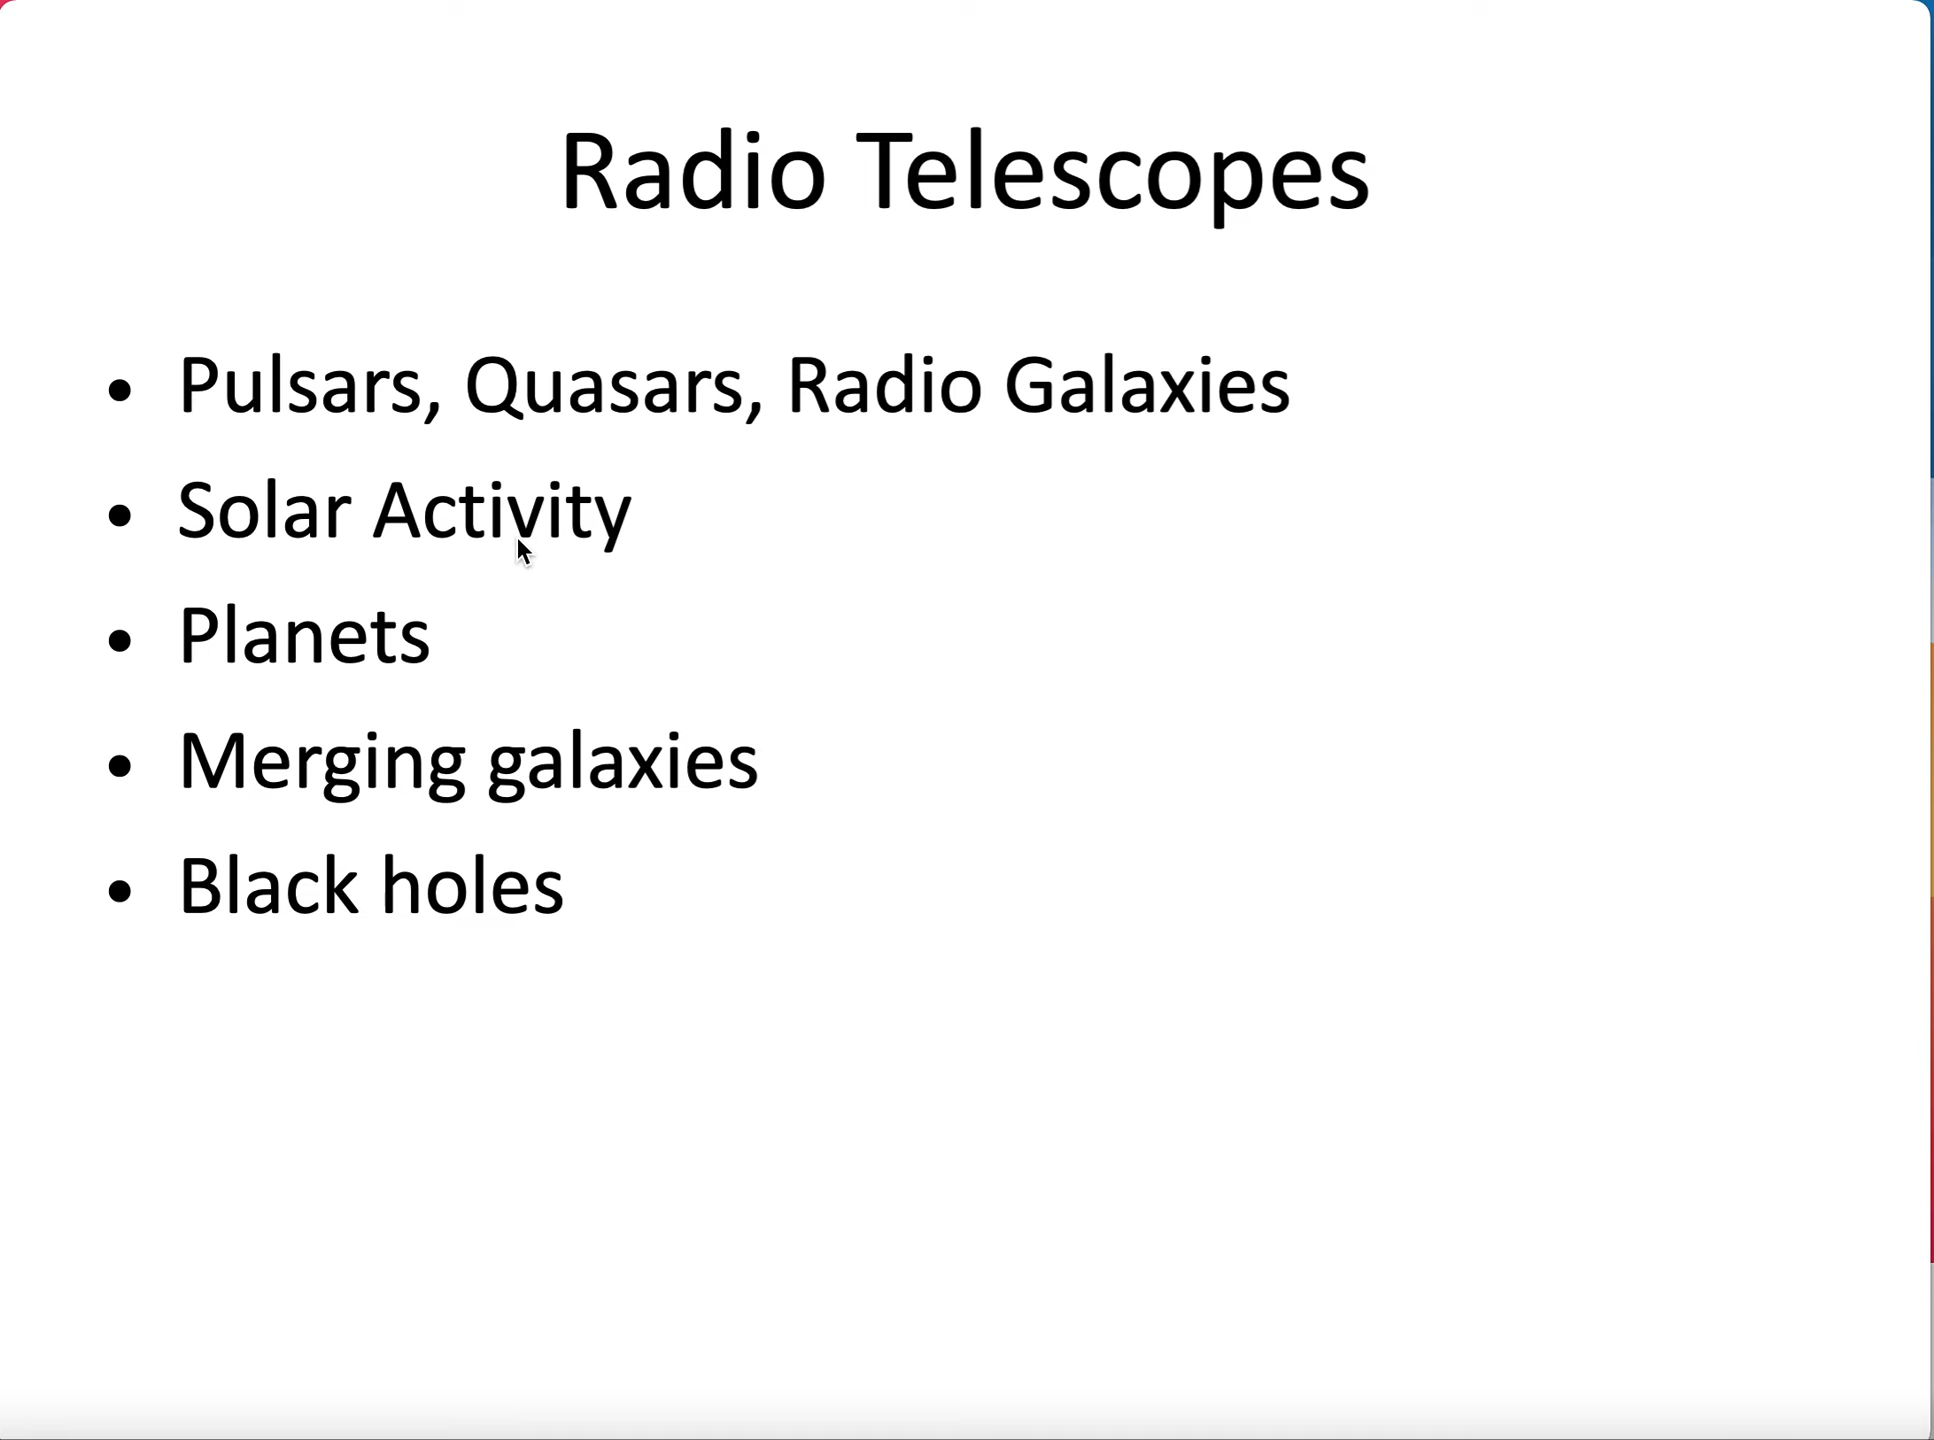 Radio Telescopes
• Pulsars, Quasars, Radio Galaxies
• Solar Activity
• Planets
• Merging galaxies
• Black holes